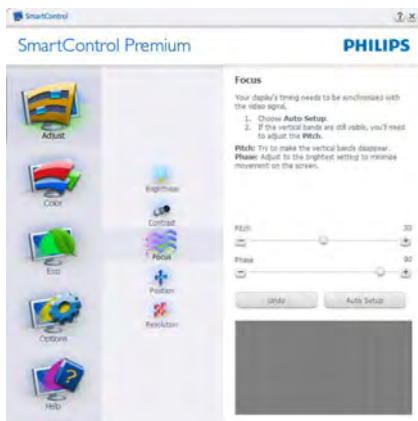 SmartControl
SmartControl Premium
PHILIPS
Adjust
Color
Eco
Options
Help
Brightness
Contrast
Focus
Position
Resolution
Focus
Your display's timing needs to be synchronized with
the video signal.
1. Choose Auto Setup.
2. If the vertical bands are still visible, you'll need
to adjust the Pitch.
Pitch: Try to make the vertical bands disappear.
Phase: Adjust to the brightest setting to minimize
movement on the screen.
Pitch
Phase
Undo
Auto Setup